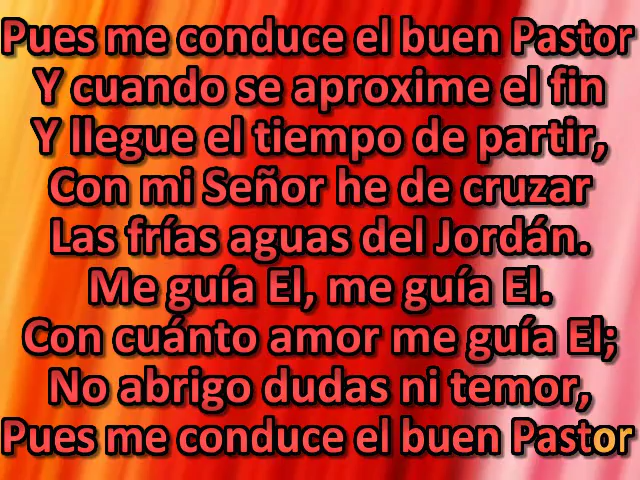 Pues me conduce el buen Pastor
Y cuando se aproxime el fin
Y llegue el tiempo de partir,
Con mi Señor he de cruzar
Las frías aguas del Jordán.
Me guía El, me guía El.
Con cuánto amor me guía El;
No abrigo dudas ni temor,
Pues me conduce el buen Pastor